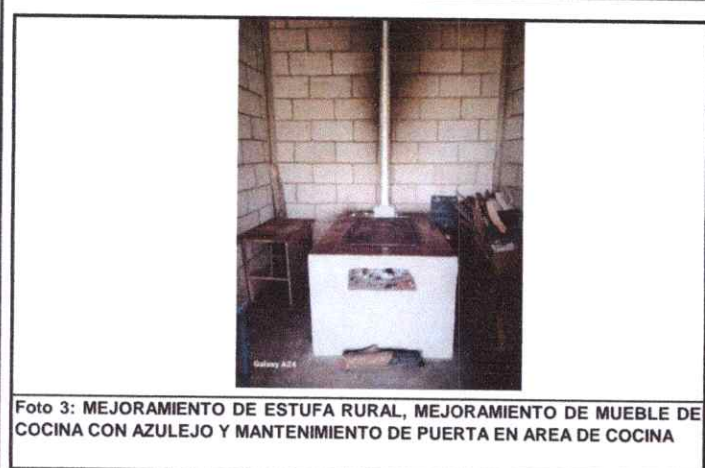 Galaxy A24
Foto 3: MEJORAMIENTO DE ESTUFA RURAL, MEJORAMIENTO DE MUEBLE DE
COCINA CON AZULEJO Y MANTENIMIENTO DE PUERTA EN AREA DE COCINA